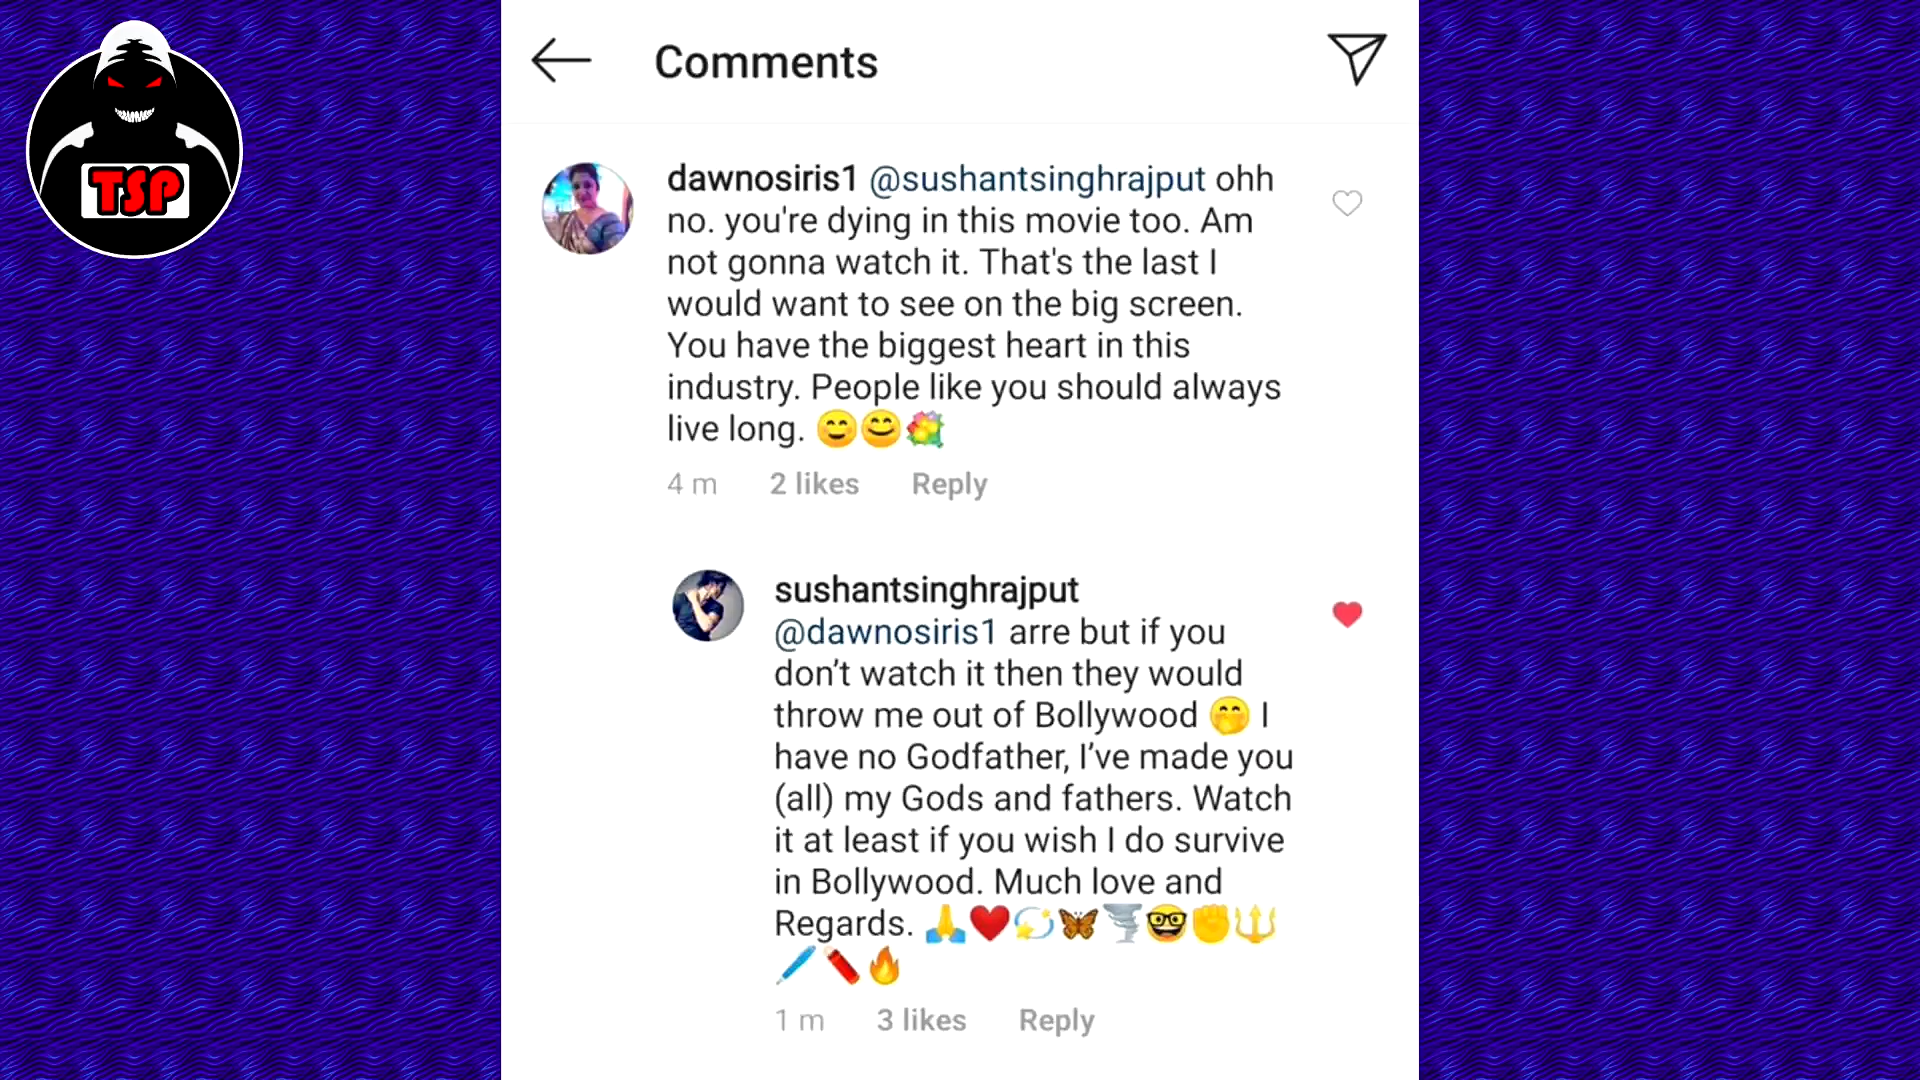 TSP
Comments
dawnosiris1 @sushantsinghrajput ohh
no. you're dying in this movie too. Am
not gonna watch it. That's the last I
would want to see on the big screen.
You have the biggest heart in this
industry. People like you should always
live long. 😊😊💐
4 m 2 likes Reply
sushantsinghrajput
@dawnosiris1 arre but if you
don’t watch it then they would
throw me out of Bollywood 🤭 I
have no Godfather, I’ve made you
(all) my Gods and fathers. Watch
it at least if you wish I do survive
in Bollywood. Much love and
Regards. 🙏❤️💫🦋🌪🤓✊🔱
🖊🧨🔥
1 m 3 likes Reply